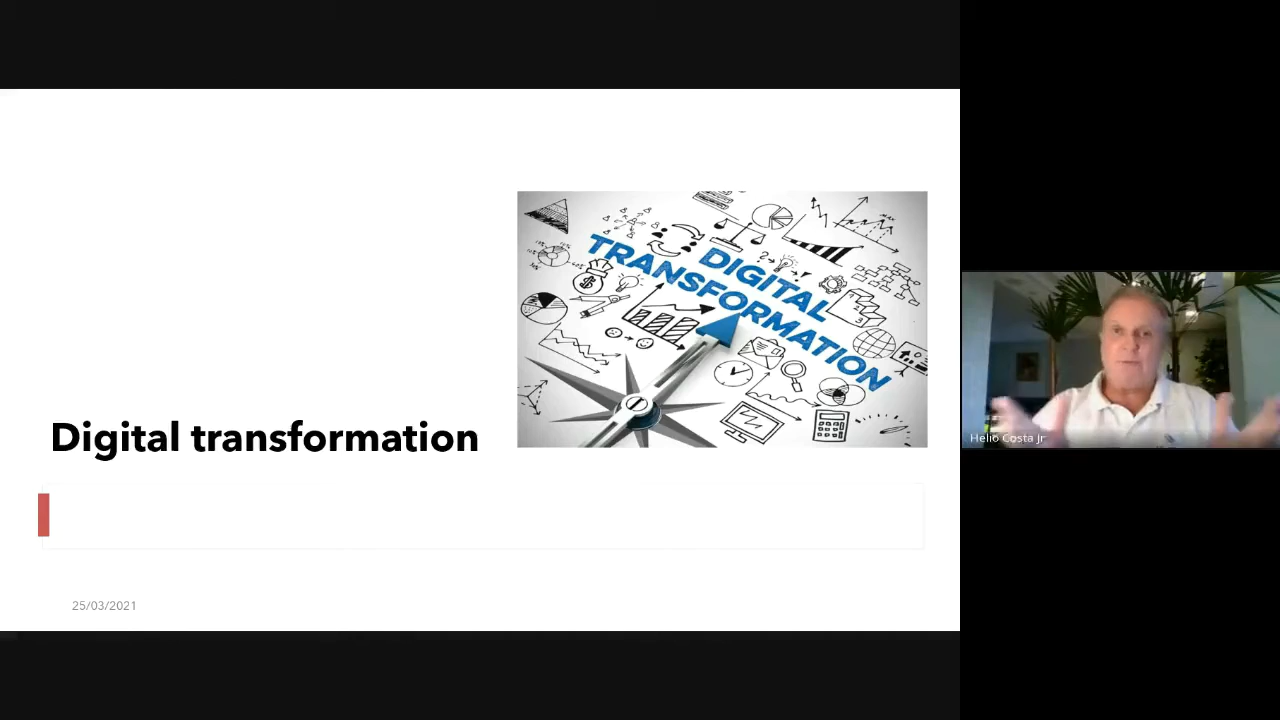 DIGITAL
TRANSFORMATION
Digital transformation
25/03/2021
Helio Costa Jr